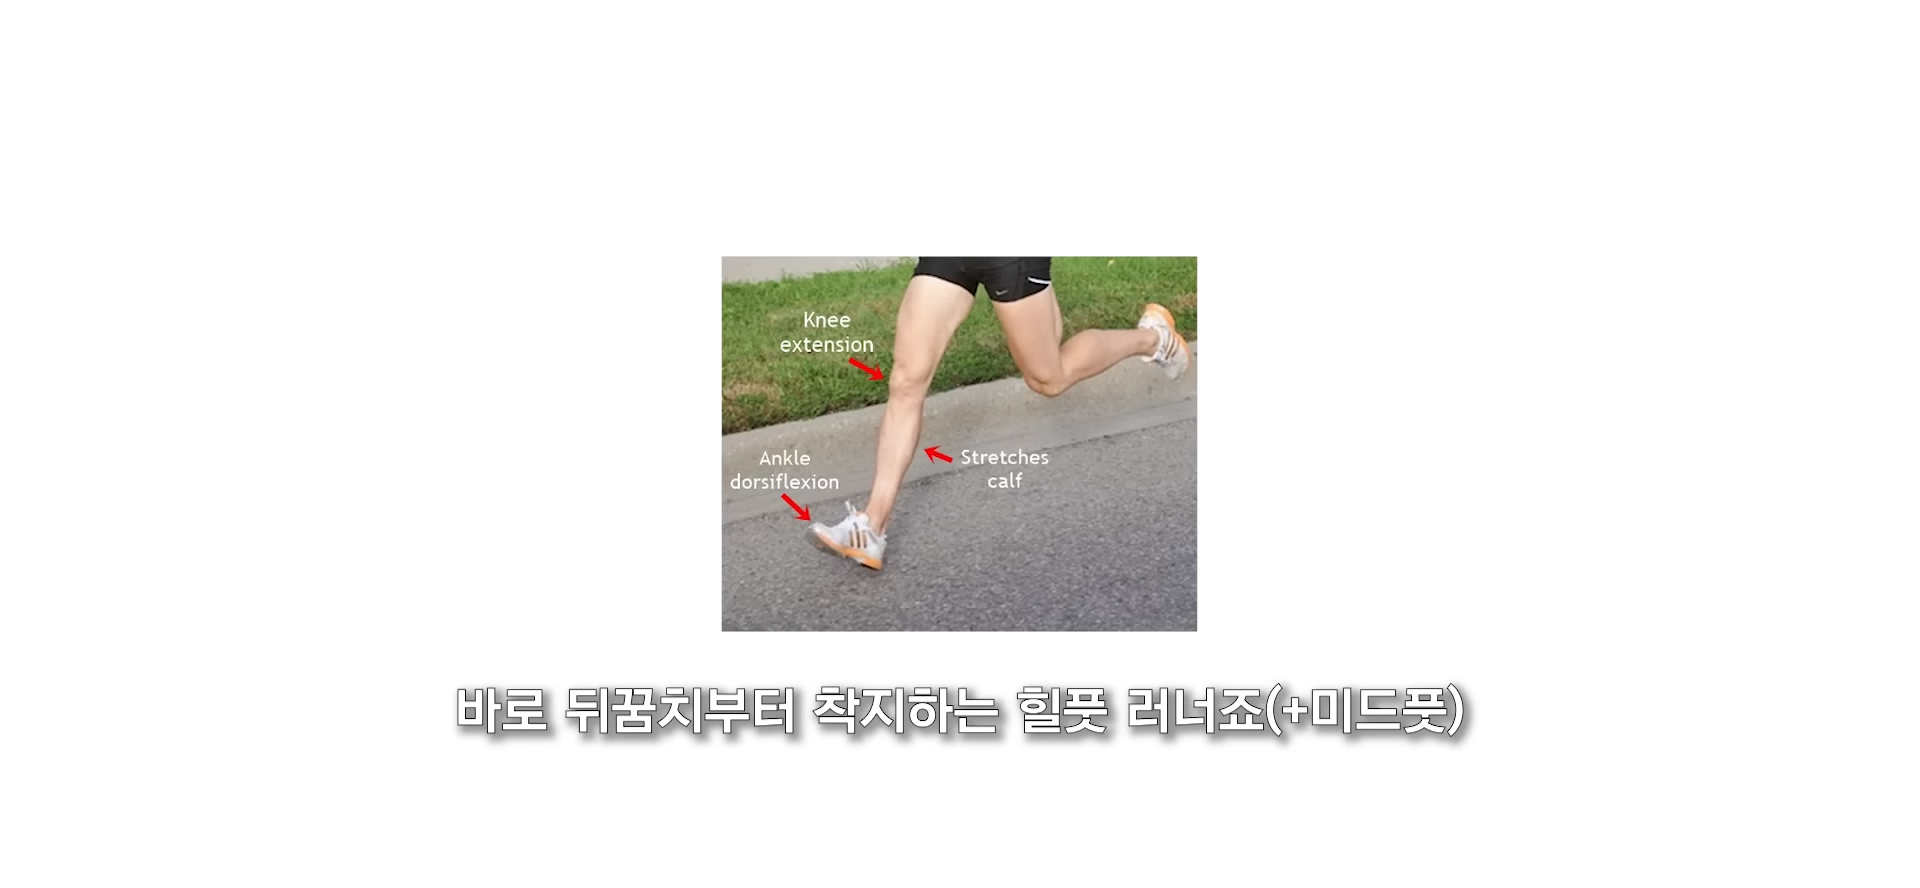 Knee
extension
Ankle
dorsiflexion
Stretches
calf
바로 뒤꿈치부터 착지하는 힐풋 러너죠(+미드풋)